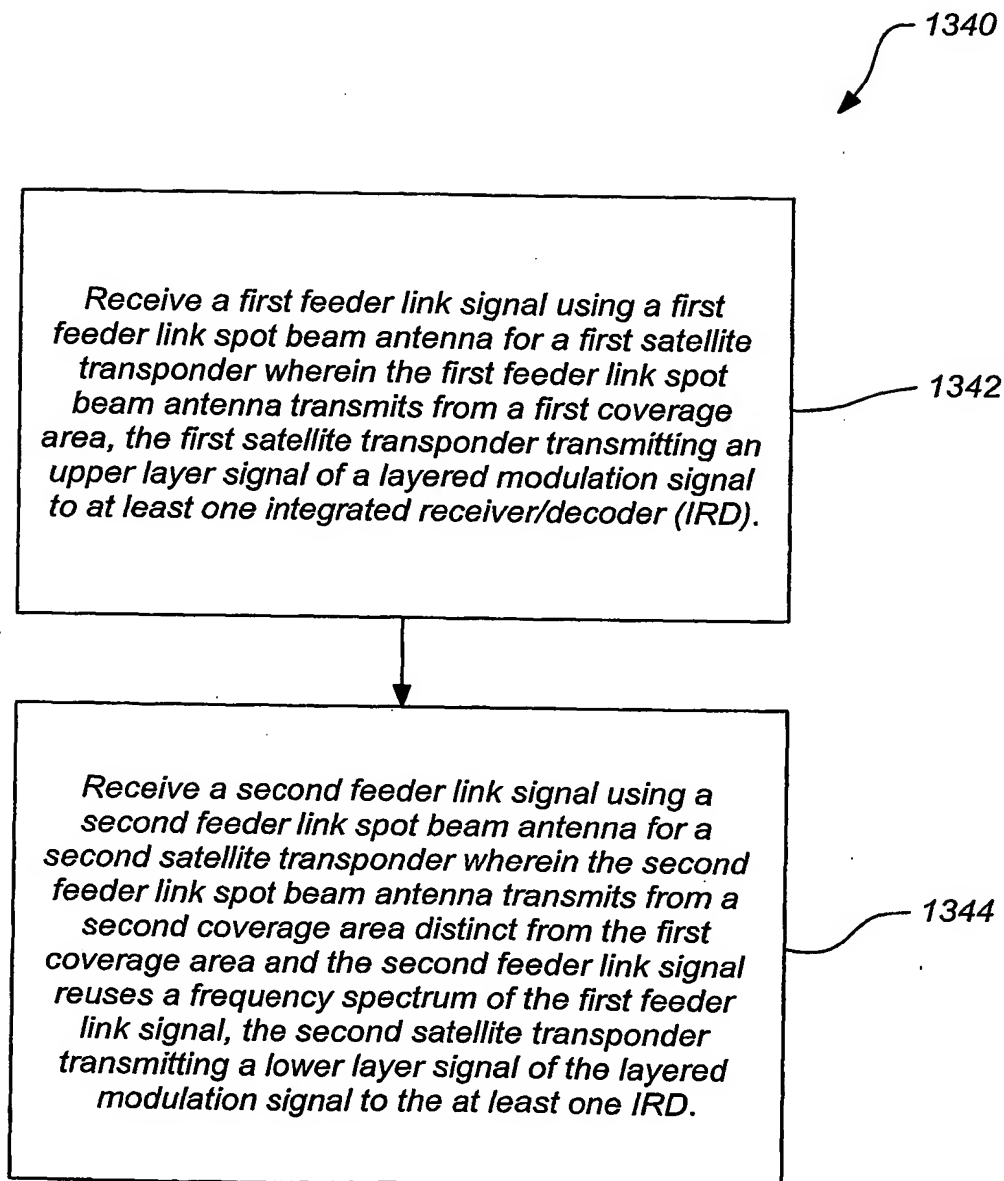 1340
Receive a first feeder link signal using a first
feeder link spot beam antenna for a first satellite
transponder wherein the first feeder link spot
beam antenna transmits from a first coverage
area, the first satellite transponder transmitting an
upper layer signal of a layered modulation signal
to at least one integrated receiver/decoder (IRD).
1342
Receive a second feeder link signal using a
second feeder link spot beam antenna for a
second satellite transponder wherein the second
feeder link spot beam antenna transmits from a
second coverage area distinct from the first
coverage area and the second feeder link signal
reuses a frequency spectrum of the first feeder
link signal, the second satellite transponder
transmitting a lower layer signal of the layered
modulation signal to the at least one IRD.
1344